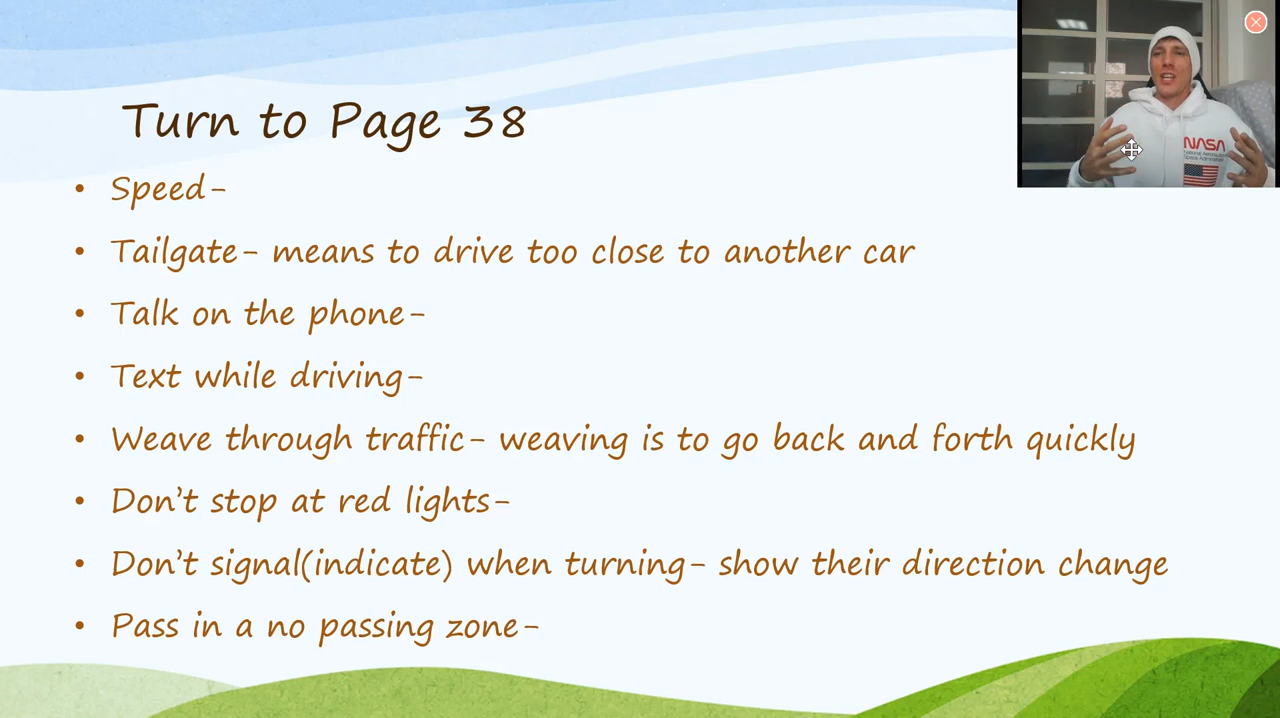 Turn to Page 38
• Speed-
• Tailgate- means to drive too close to another car
• Talk on the phone-
• Text while driving-
• Weave through traffic- weaving is to go back and forth quickly
• Don't stop at red lights-
• Don't signal(indicate) when turning- show their direction change
• Pass in a no passing zone-
NASA